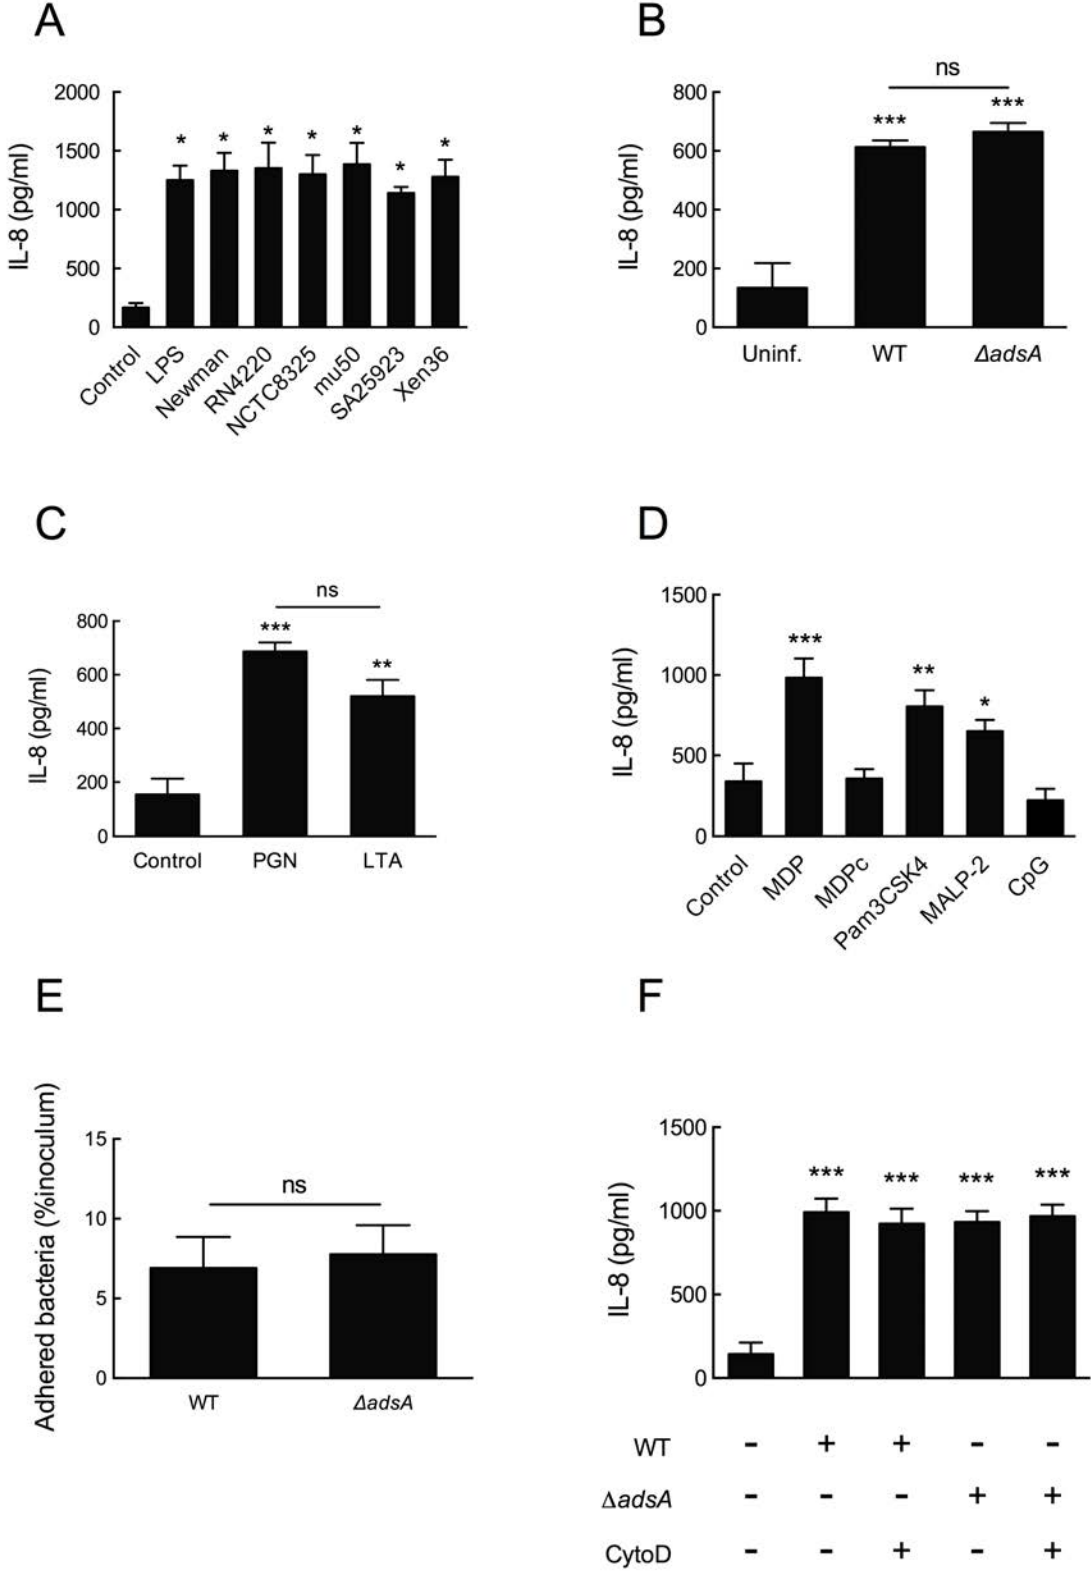 A
IL-8 (pg/ml)
2000
1500
1000
500
0
* * * * * * *
Control LPS Newman RN4220 NCTC8325 mu50 SA25923 Xen36
B
IL-8 (pg/ml)
800
600
400
200
0
ns
*** ***
Uninf. WT ΔadsA
C
IL-8 (pg/ml)
800
600
400
200
0
ns
*** **
Control PGN LTA
D
IL-8 (pg/ml)
1500
1000
500
0
*** ** *
Control MDP MDPc Pam3CSK4 MALP-2 CpG
E
Adhered bacteria (%inoculum)
15
10
5
0
ns
WT ΔadsA
F
IL-8 (pg/ml)
1500
1000
500
0
*** *** *** ***
WT - + + - -
ΔadsA - - - + +
CytoD - - + - +